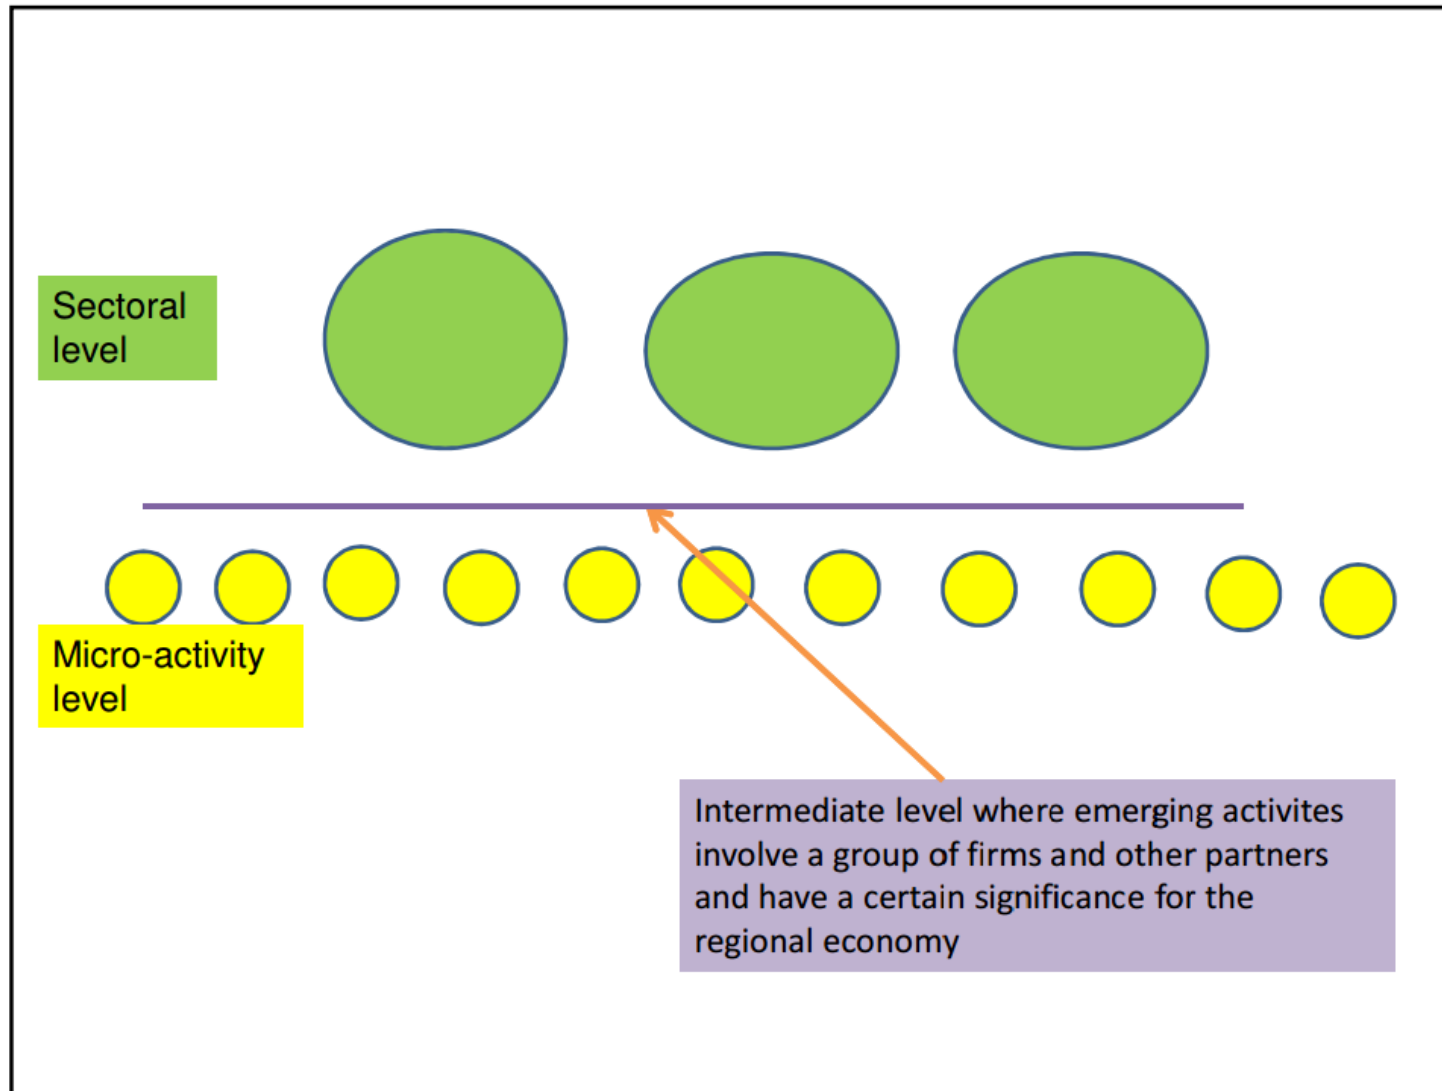 Sectoral
level
Micro-activity
level
Intermediate level where emerging activites
involve a group of firms and other partners
and have a certain significance for the
regional economy